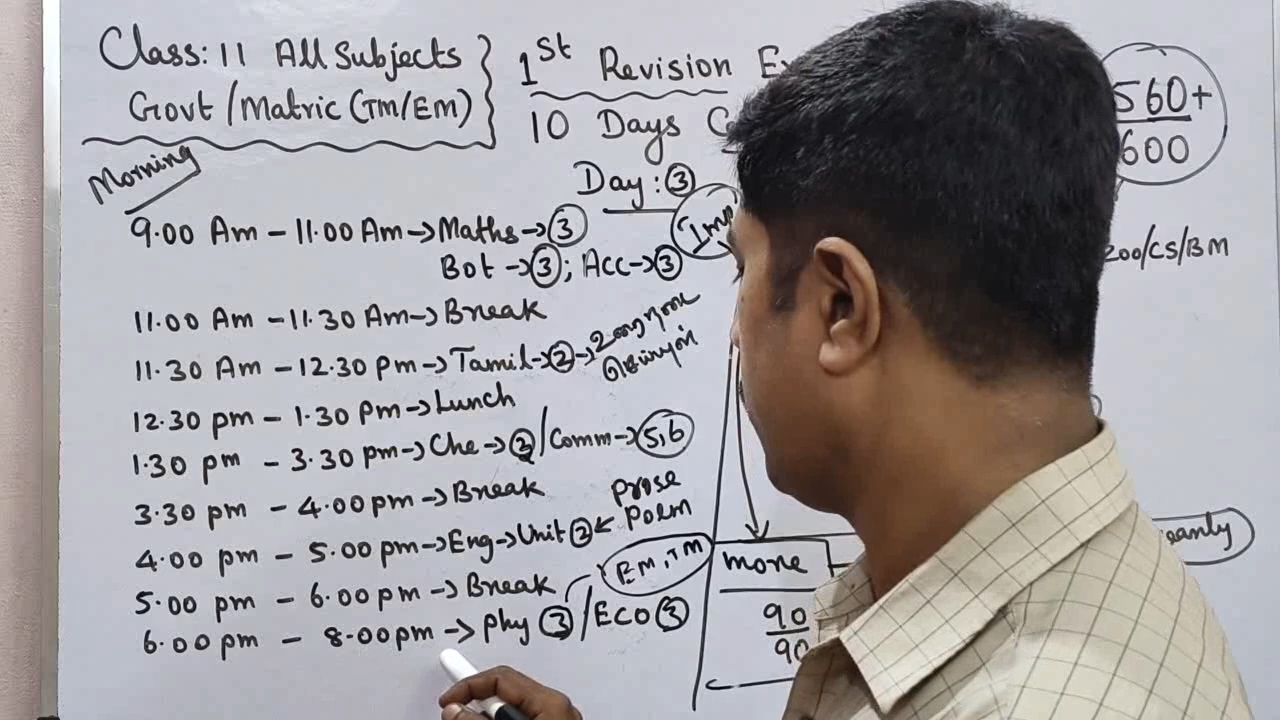 Class: 11 All Subjects
Govt/Matric (TM/EM)
1st Revision
10 Days
560+
600
Morning
Day: 3
Imp
9.00 Am - 11.00 Am → Maths → 3
Bot → 3; Acc → 3
Zoo/CS/BM
11.00 Am - 11.30 Am → Break
11.30 Am - 12.30 pm → Tamil → 2 → உரைநடை
செய்யுள்
12.30 pm - 1.30 pm → Lunch
1.30 pm - 3.30 pm → Che → 2 / Comm → 5,6
3.30 pm - 4.00 pm → Break
4.00 pm - 5.00 pm → Eng → Unit 2 ← Prose
Poem
5.00 pm - 6.00 pm → Break
EM, TM
6.00 pm - 8.00 pm → Phy 3 / ECO 3
more
90
90